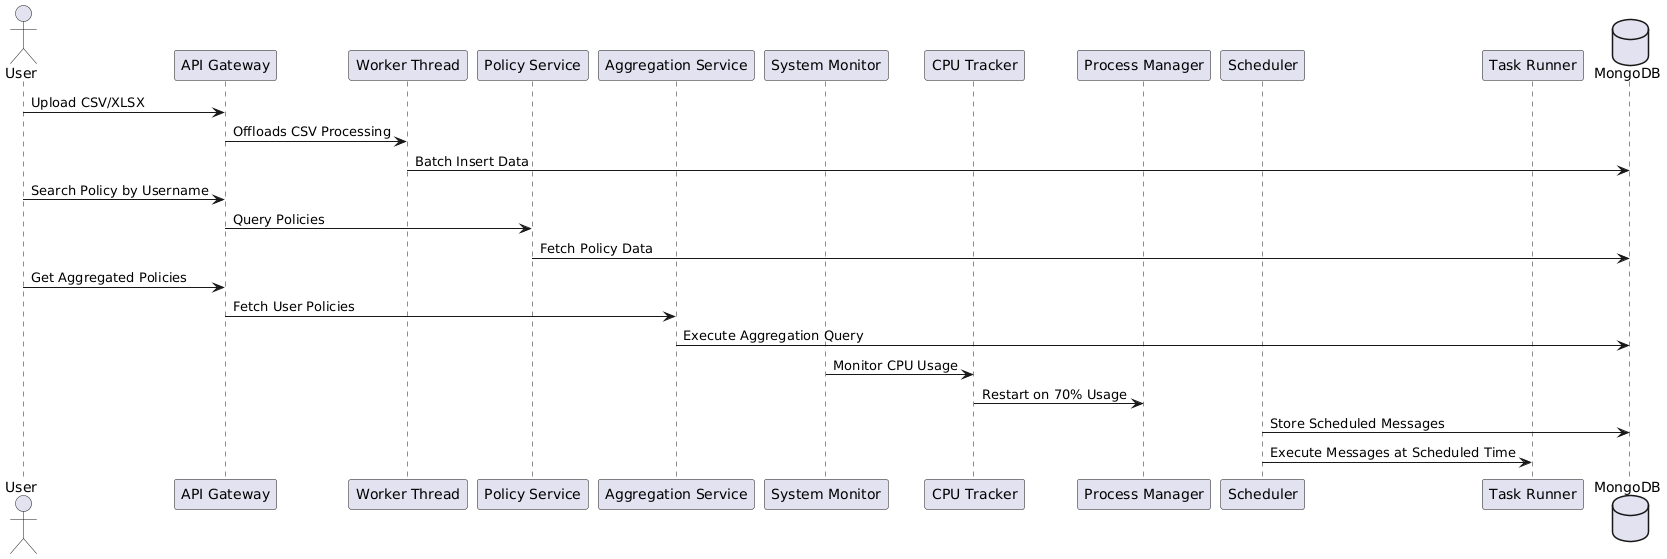 User
API Gateway
Worker Thread
Policy Service
Aggregation Service
System Monitor
CPU Tracker
Process Manager
Scheduler
Task Runner
MongoDB
Upload CSV/XLSX
Offloads CSV Processing
Batch Insert Data
Search Policy by Username
Query Policies
Fetch Policy Data
Get Aggregated Policies
Fetch User Policies
Execute Aggregation Query
Monitor CPU Usage
Restart on 70% Usage
Store Scheduled Messages
Execute Messages at Scheduled Time
User
API Gateway
Worker Thread
Policy Service
Aggregation Service
System Monitor
CPU Tracker
Process Manager
Scheduler
Task Runner
MongoDB